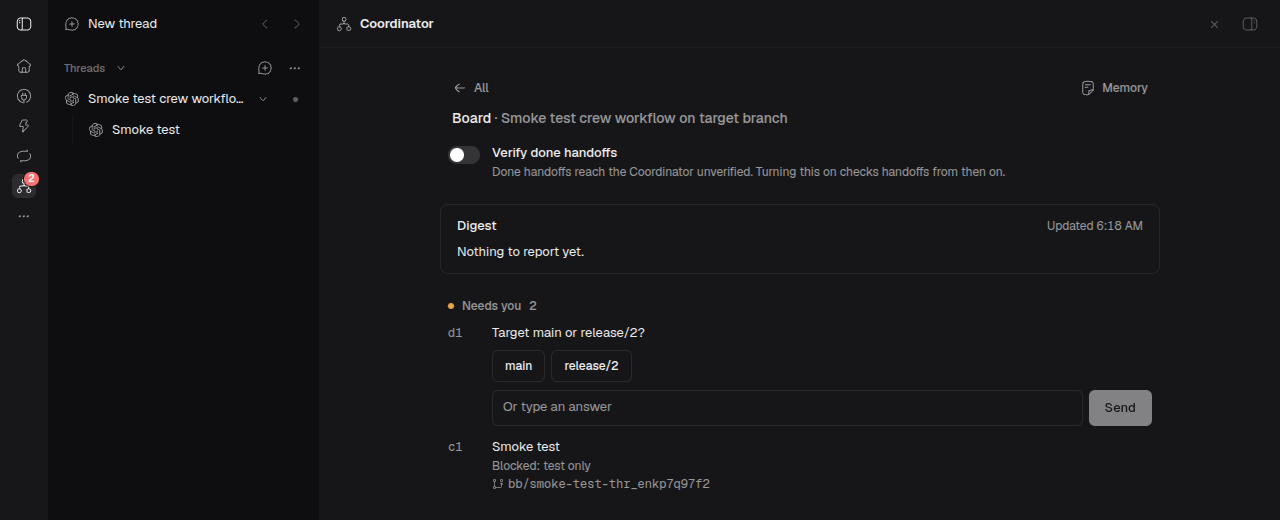 New thread
Coordinator
Threads
Smoke test crew workflo...
Smoke test
2
All
Memory
Board · Smoke test crew workflow on target branch
Verify done handoffs
Done handoffs reach the Coordinator unverified. Turning this on checks handoffs from then on.
Digest
Updated 6:18 AM
Nothing to report yet.
Needs you 2
d1 Target main or release/2?
main release/2
Or type an answer Send
c1 Smoke test
Blocked: test only
bb/smoke-test-thr_enkp7q97f2